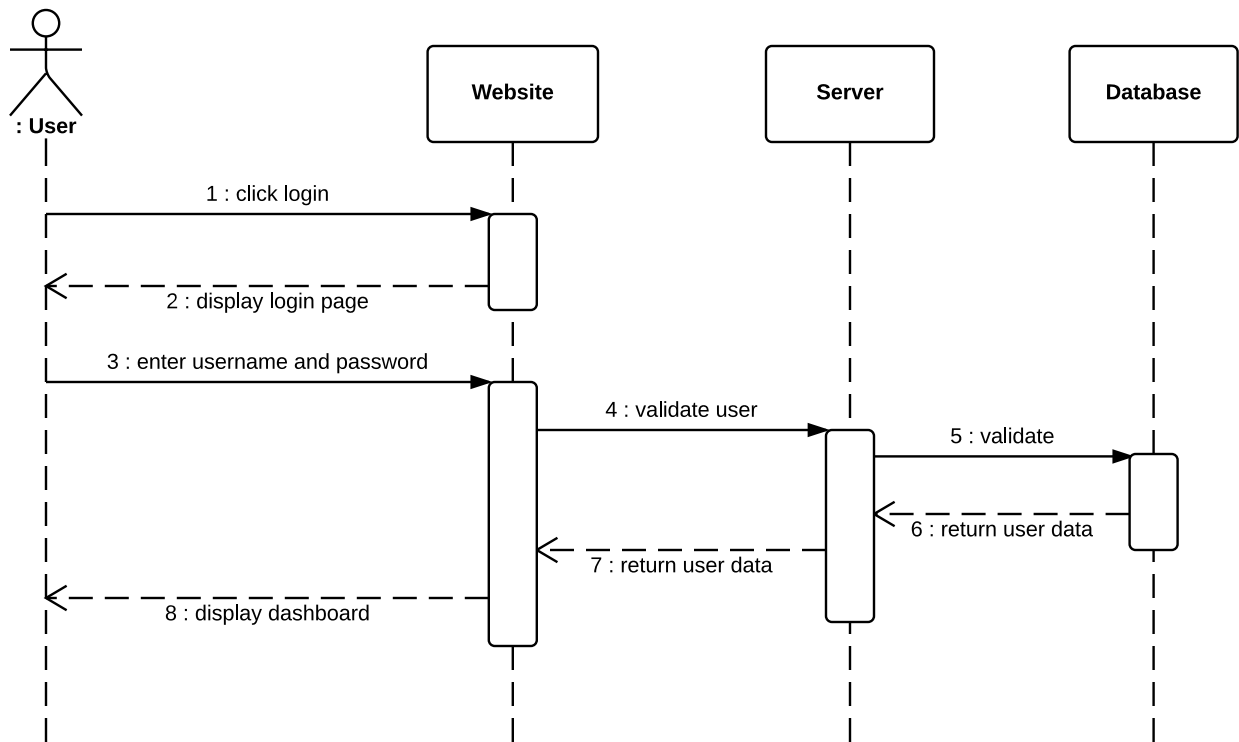 : User
Website
Server
Database
1 : click login
2 : display login page
3 : enter username and password
4 : validate user
5 : validate
6 : return user data
7 : return user data
8 : display dashboard